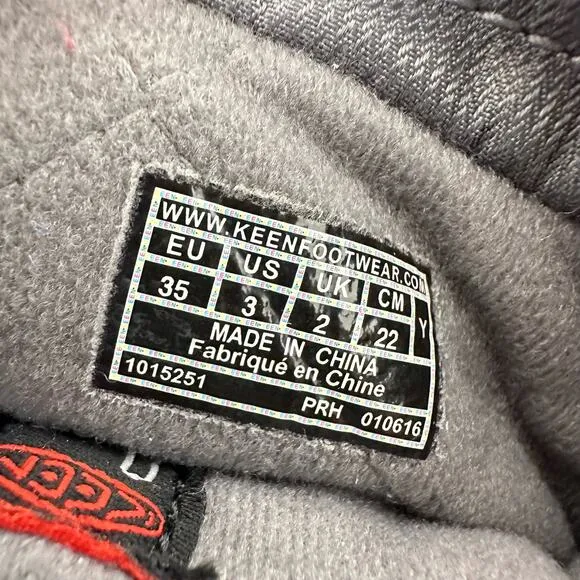 WWW.KEENFOOTWEAR.COM
EU US UK CM Y
35 3 2 22
MADE IN CHINA
Fabriqué en Chine
1015251 PRH 010616
KEEN